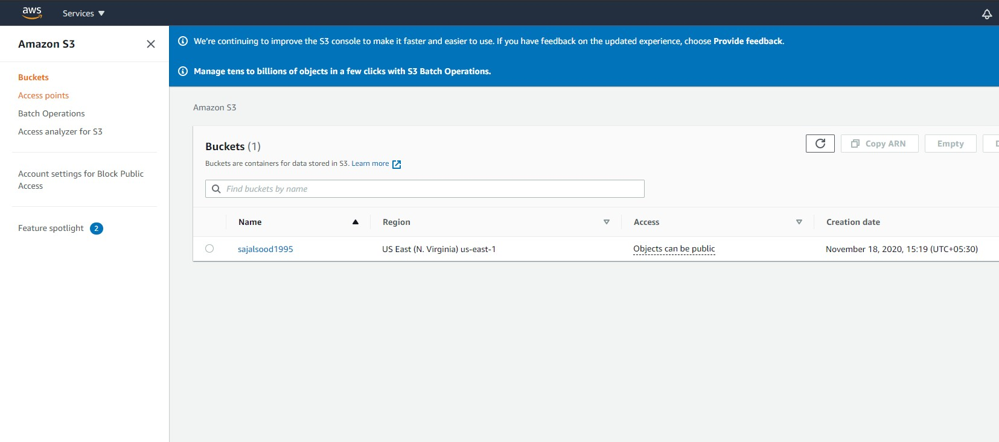 aws Services
Amazon S3
Buckets
Access points
Batch Operations
Access analyzer for S3
Account settings for Block Public
Access
Feature spotlight 2
We're continuing to improve the S3 console to make it faster and easier to use. If you have feedback on the updated experience, choose Provide feedback.
Manage tens to billions of objects in a few clicks with S3 Batch Operations.
Amazon S3
Buckets (1)
Buckets are containers for data stored in S3. Learn more
Copy ARN Empty
Find buckets by name
Name Region Access Creation date
sajalsood1995 US East (N. Virginia) us-east-1 Objects can be public November 18, 2020, 15:19 (UTC+05:30)